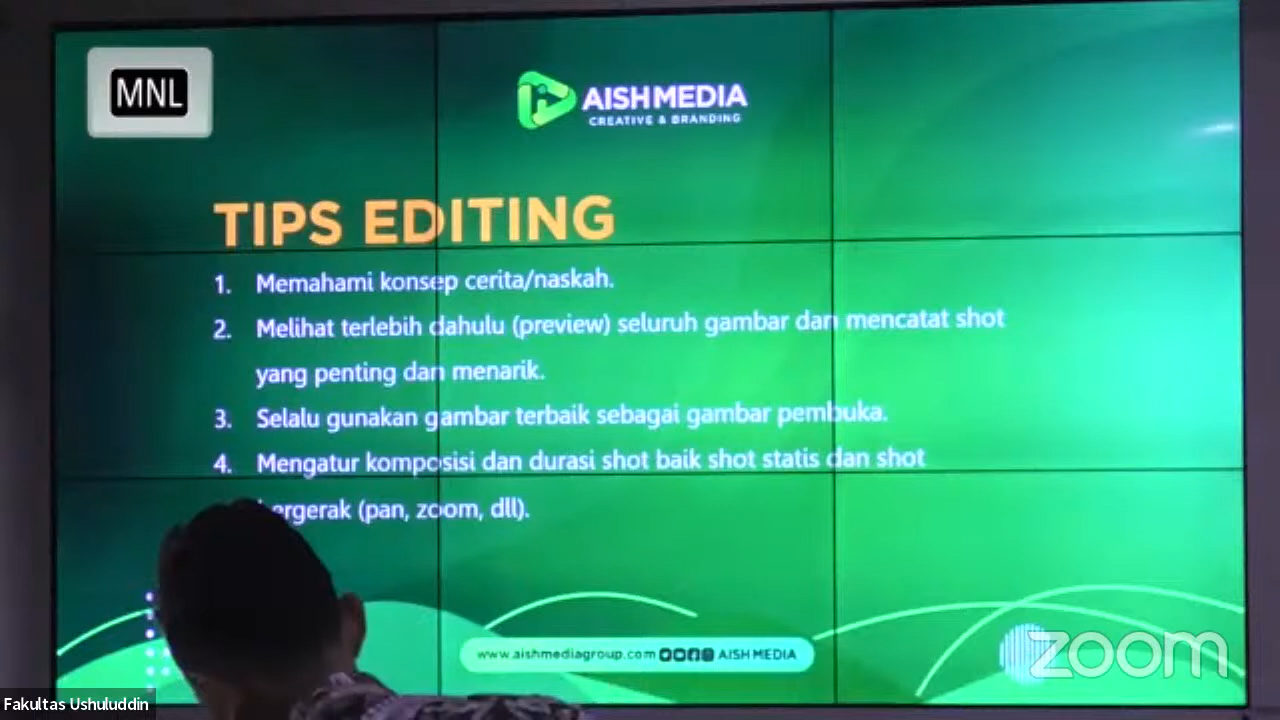 MNL
AISHMEDIA
CREATIVE & BRANDING
TIPS EDITING
1. Memahami konsep cerita/naskah.
2. Melihat terlebih dahulu (preview) seluruh gambar dan mencatat shot
yang penting dan menarik.
3. Selalu gunakan gambar terbaik sebagai gambar pembuka.
4. Mengatur komposisi dan durasi shot baik shot statis dan shot
ergerak (pan, zoom, dll).
www.aishmediagroup.com AISH MEDIA
zoom
Fakultas Ushuluddin